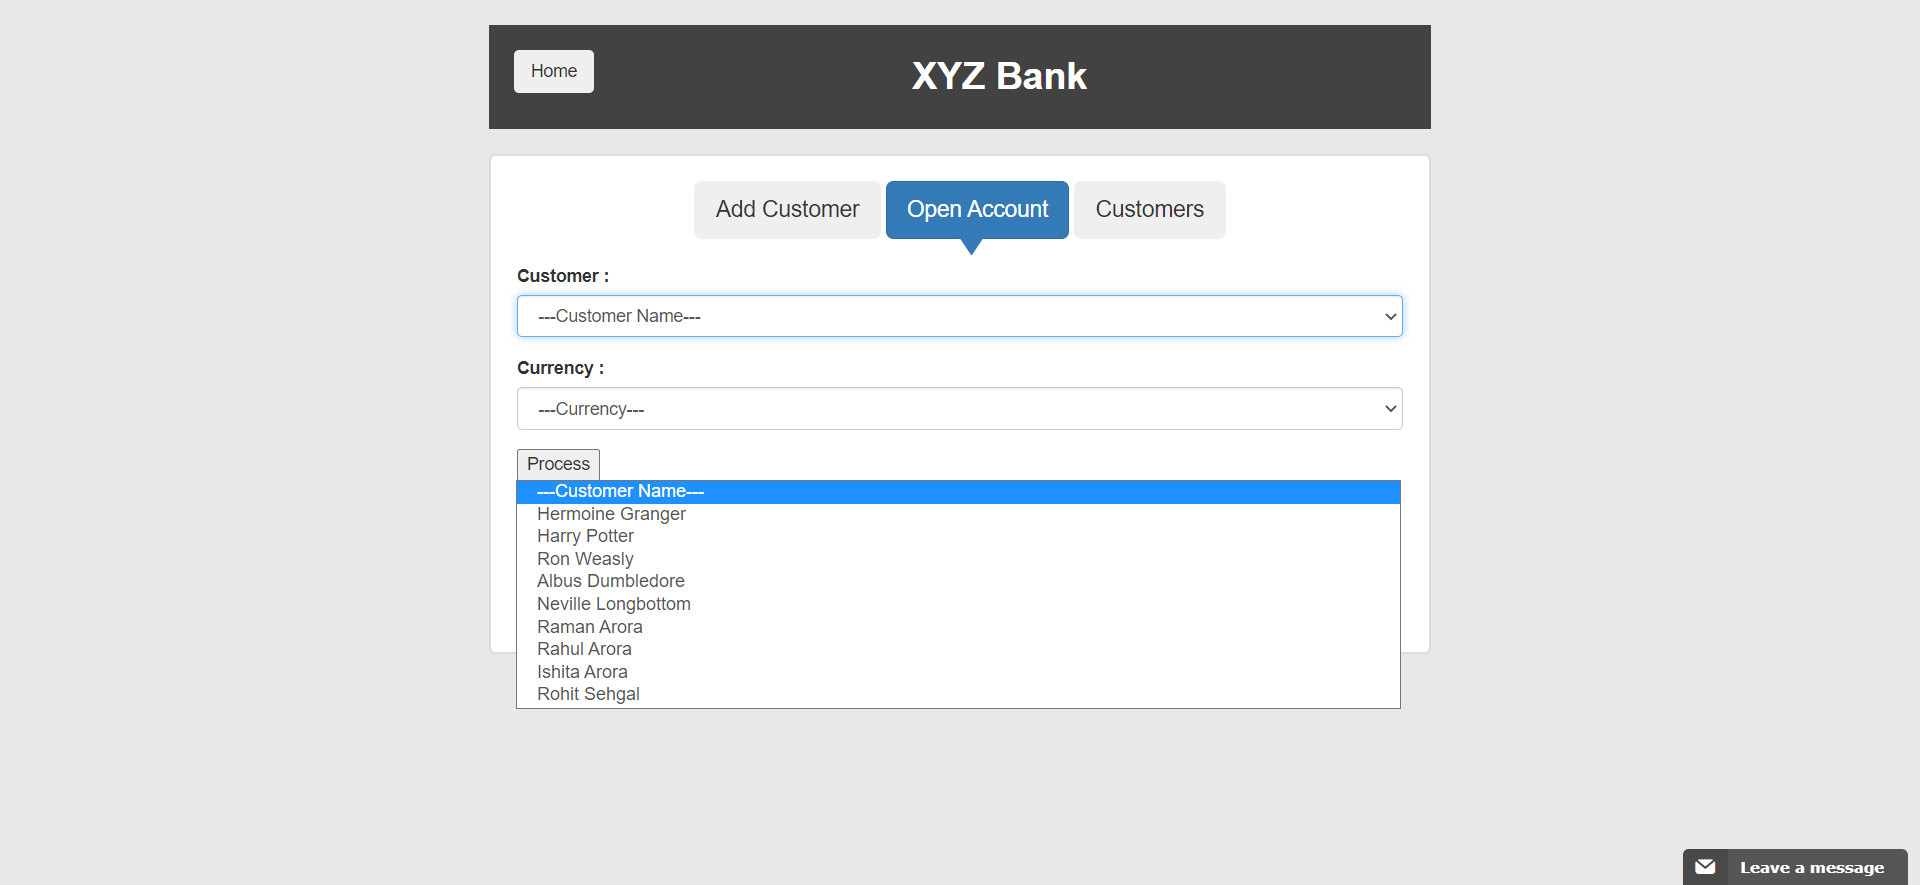 Home
XYZ Bank
Add Customer
Open Account
Customers
Customer :
---Customer Name---
Currency :
---Currency---
Process
---Customer Name---
Hermoine Granger
Harry Potter
Ron Weasly
Albus Dumbledore
Neville Longbottom
Raman Arora
Rahul Arora
Ishita Arora
Rohit Sehgal
Leave a message